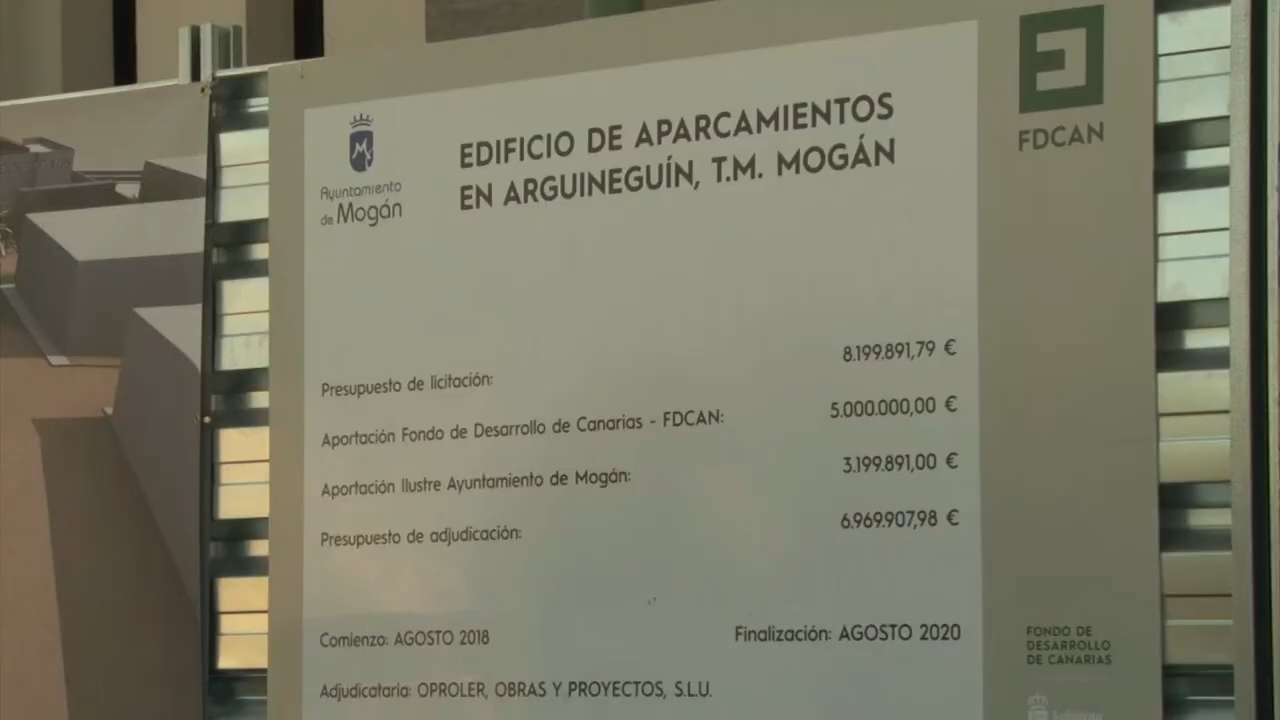 Ayuntamiento
de Mogán
EDIFICIO DE APARCAMIENTOS
EN ARGUINEGUÍN, T.M. MOGÁN
FDCAN
Presupuesto de licitación: 8.199.891,79 €
Aportación Fondo de Desarrollo de Canarias - FDCAN: 5.000.000,00 €
Aportación Ilustre Ayuntamiento de Mogán: 3.199.891,00 €
Presupuesto de adjudicación: 6.969.907,98 €
Comienzo: AGOSTO 2018 Finalización: AGOSTO 2020
Adjudicataria: OPROLER, OBRAS Y PROYECTOS, S.L.U.
FONDO DE
DESARROLLO
DE CANARIAS